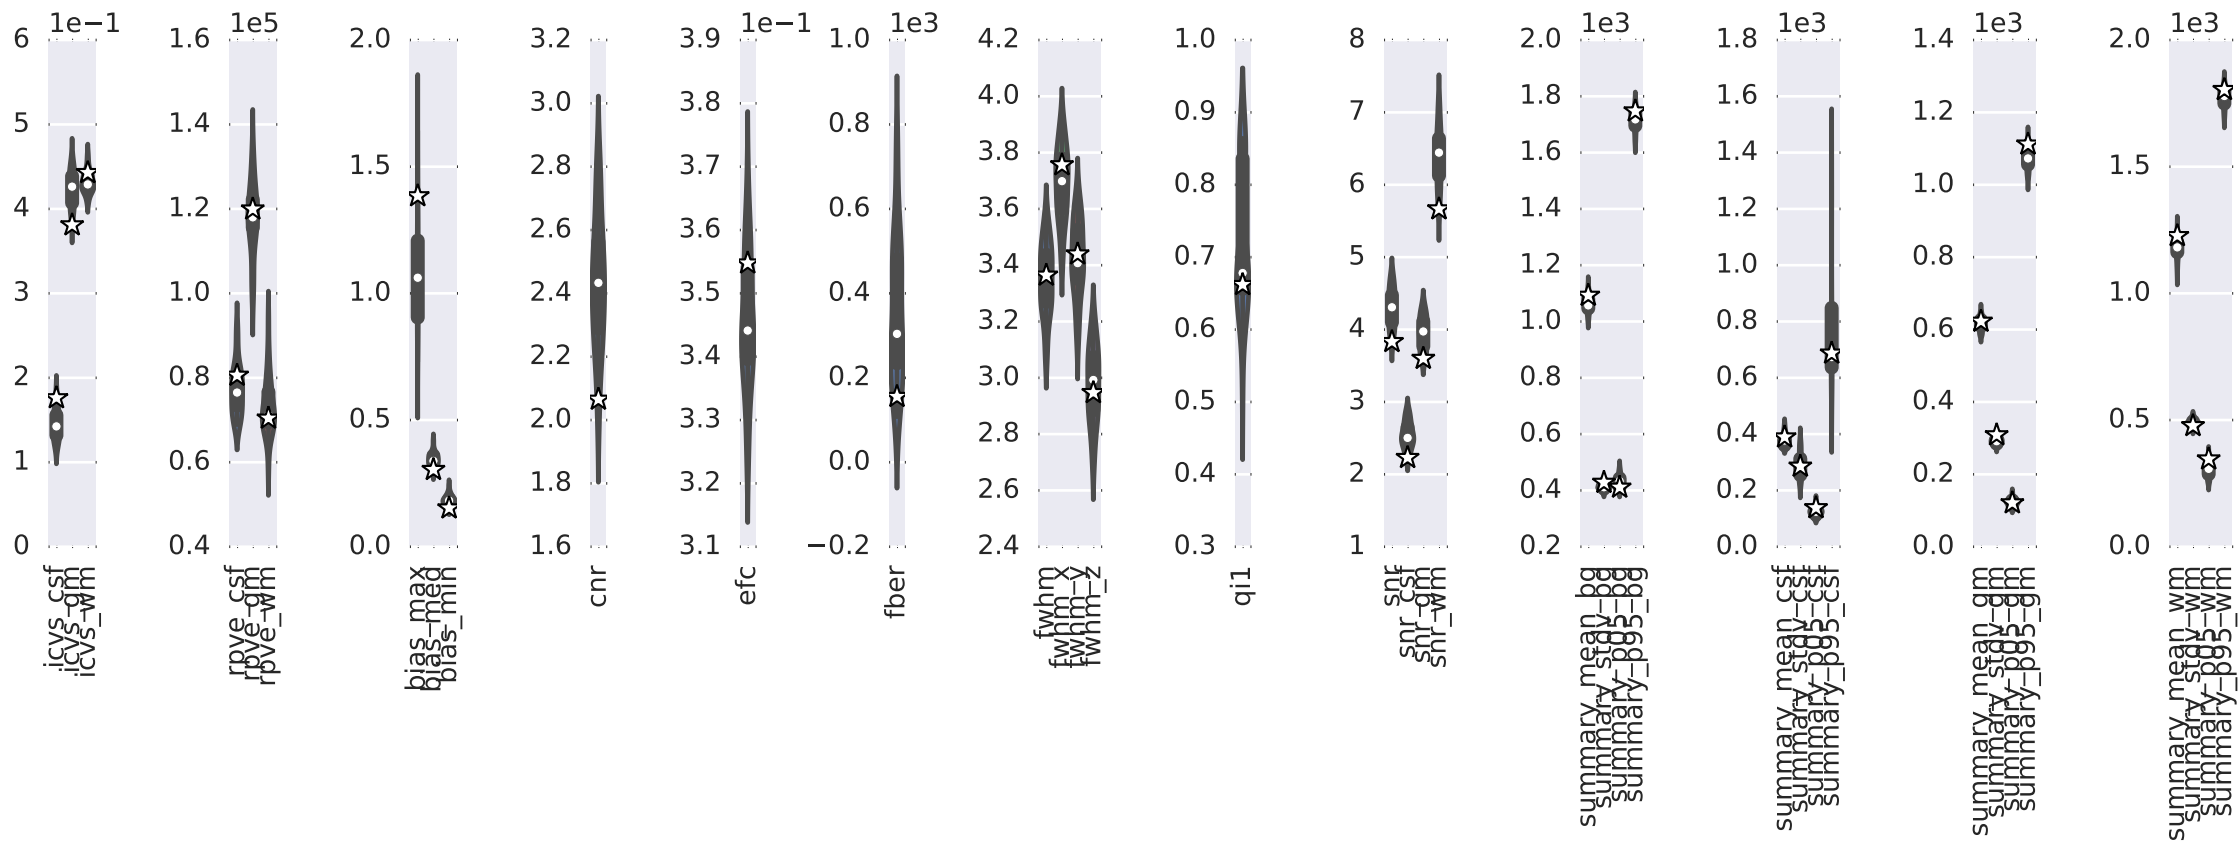 1e−1
6
5
4
3
2
1
0
icvs_csf
icvs_gm
icvs_wm
1e5
1.6
1.4
1.2
1.0
0.8
0.6
0.4
rpve_csf
rpve_gm
rpve_wm
2.0
1.5
1.0
0.5
0.0
bias_max
bias_med
bias_min
3.2
3.0
2.8
2.6
2.4
2.2
2.0
1.8
1.6
cnr
1e−1
3.9
3.8
3.7
3.6
3.5
3.4
3.3
3.2
3.1
efc
1e3
1.0
0.8
0.6
0.4
0.2
0.0
−0.2
fber
4.2
4.0
3.8
3.6
3.4
3.2
3.0
2.8
2.6
2.4
fwhm
fwhm_x
fwhm_y
fwhm_z
1.0
0.9
0.8
0.7
0.6
0.5
0.4
0.3
qi1
8
7
6
5
4
3
2
1
snr
snr_csf
snr_gm
snr_wm
1e3
2.0
1.8
1.6
1.4
1.2
1.0
0.8
0.6
0.4
0.2
summary_mean_bg
summary_stdv_bg
summary_p05_bg
summary_p95_bg
1e3
1.8
1.6
1.4
1.2
1.0
0.8
0.6
0.4
0.2
0.0
summary_mean_csf
summary_stdv_csf
summary_p05_csf
summary_p95_csf
1e3
1.4
1.2
1.0
0.8
0.6
0.4
0.2
0.0
summary_mean_gm
summary_stdv_gm
summary_p05_gm
summary_p95_gm
1e3
2.0
1.5
1.0
0.5
0.0
summary_mean_wm
summary_stdv_wm
summary_p05_wm
summary_p95_wm